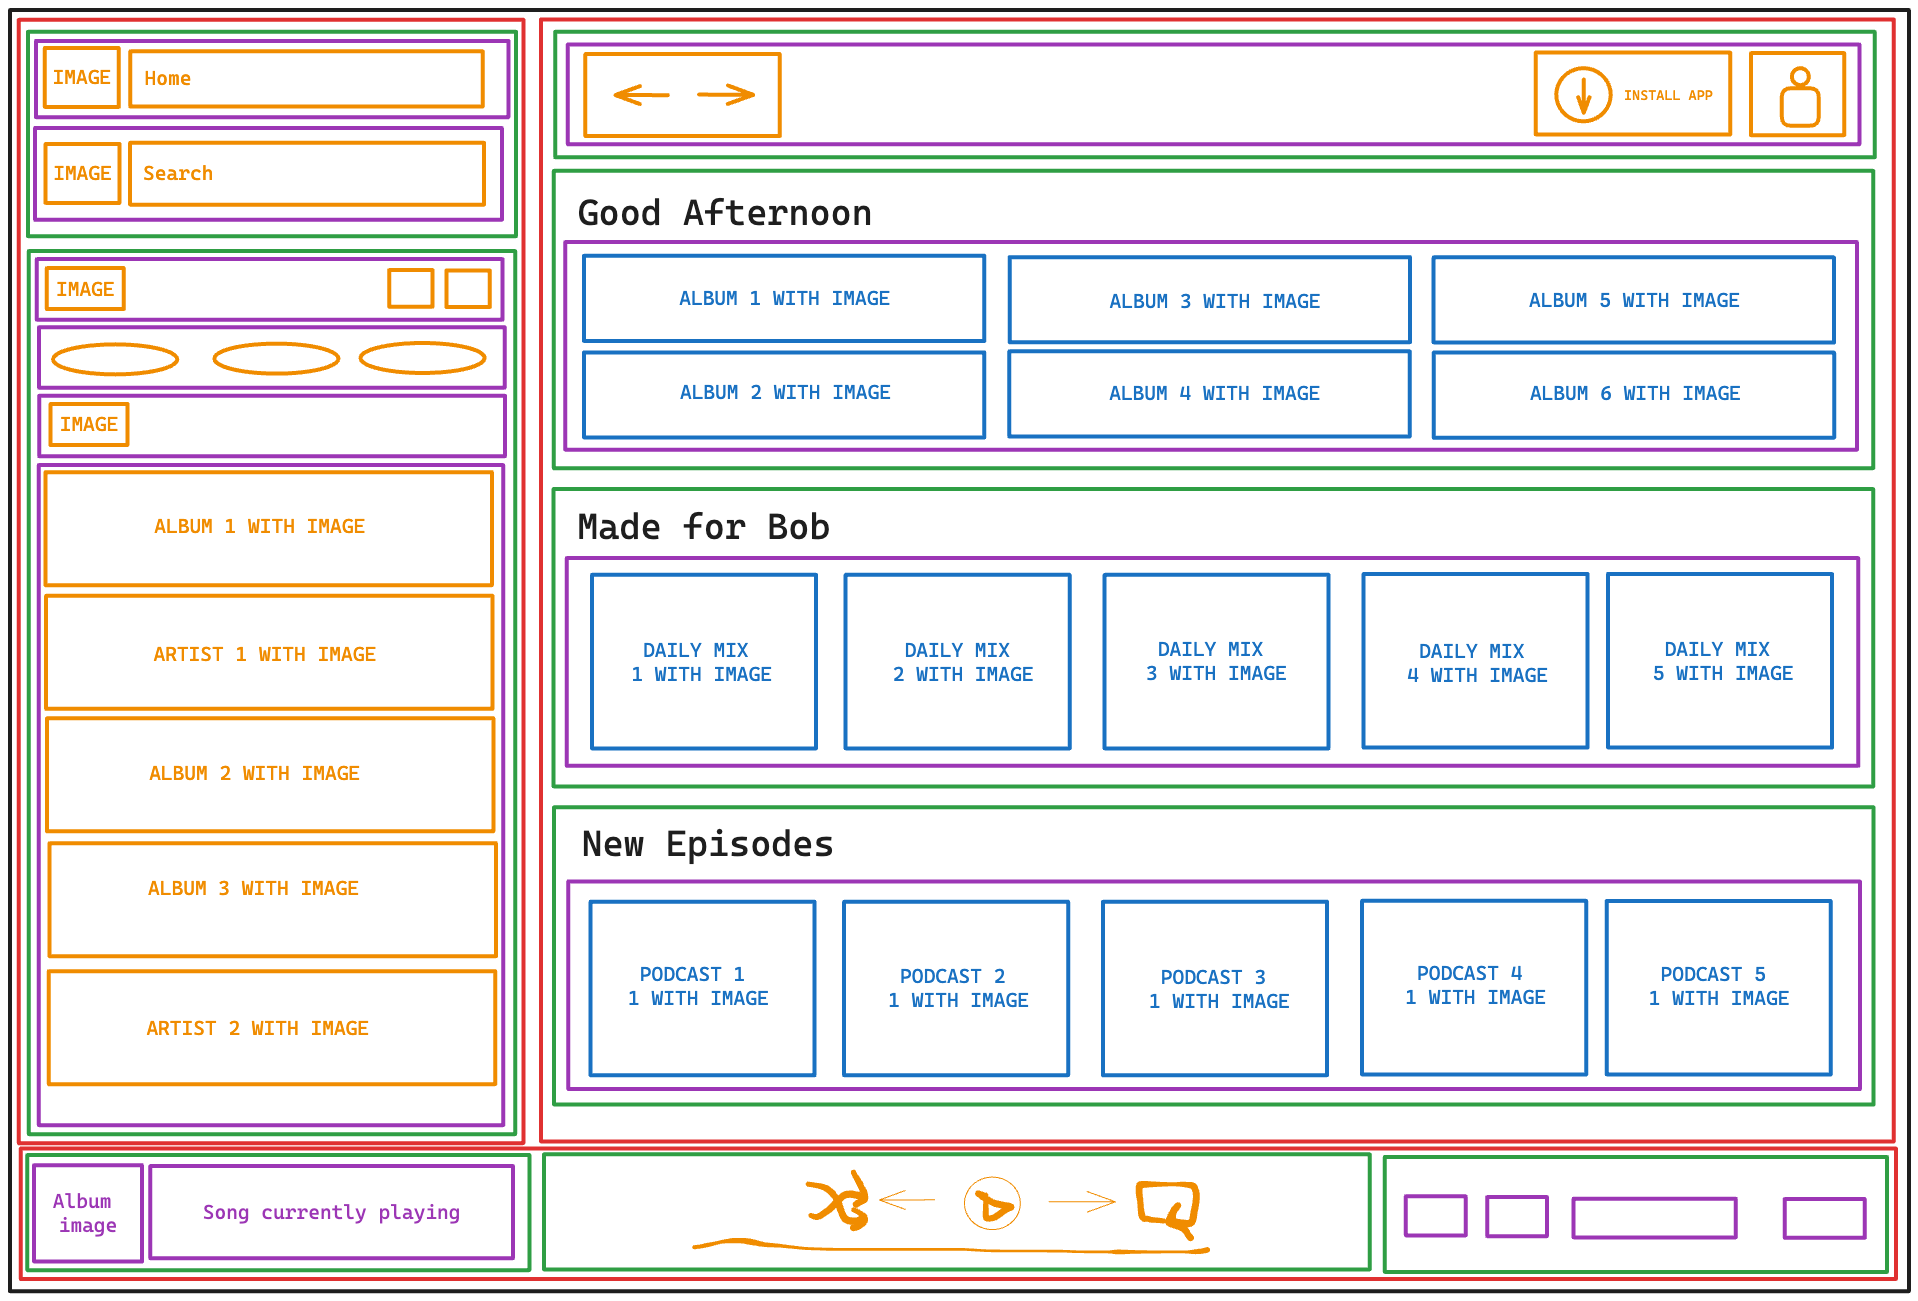 IMAGE
Home
IMAGE
Search
IMAGE
IMAGE
ALBUM 1 WITH IMAGE
ARTIST 1 WITH IMAGE
ALBUM 2 WITH IMAGE
ALBUM 3 WITH IMAGE
ARTIST 2 WITH IMAGE
INSTALL APP
Good Afternoon
ALBUM 1 WITH IMAGE
ALBUM 3 WITH IMAGE
ALBUM 5 WITH IMAGE
ALBUM 2 WITH IMAGE
ALBUM 4 WITH IMAGE
ALBUM 6 WITH IMAGE
Made for Bob
DAILY MIX
1 WITH IMAGE
DAILY MIX
2 WITH IMAGE
DAILY MIX
3 WITH IMAGE
DAILY MIX
4 WITH IMAGE
DAILY MIX
5 WITH IMAGE
New Episodes
PODCAST 1
1 WITH IMAGE
PODCAST 2
1 WITH IMAGE
PODCAST 3
1 WITH IMAGE
PODCAST 4
1 WITH IMAGE
PODCAST 5
1 WITH IMAGE
Album
image
Song currently playing